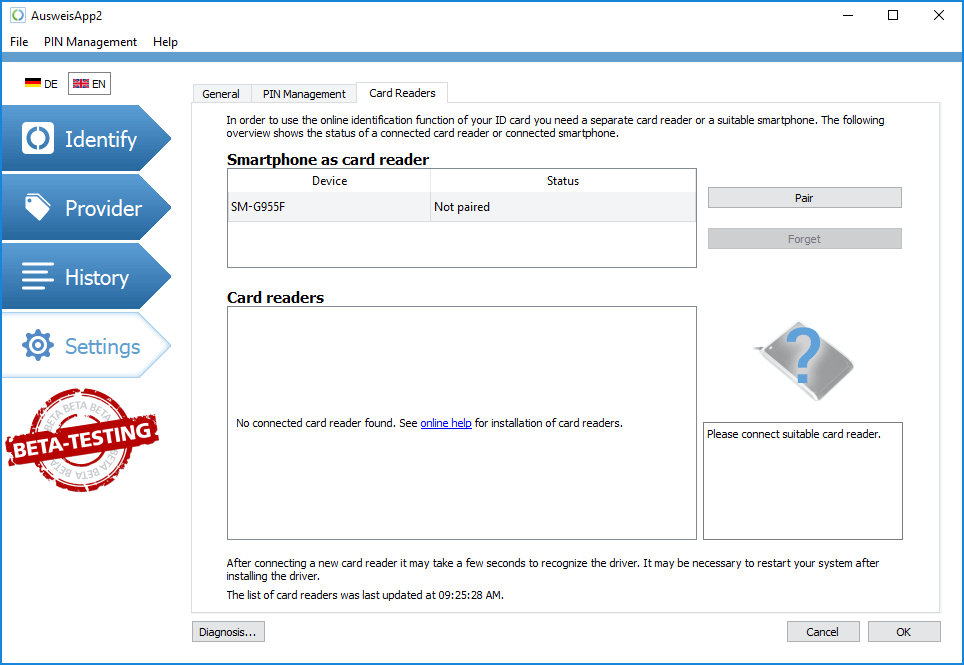 AusweisApp2
File PIN Management Help
DE EN
Identify
Provider
History
Settings
BETA BETA BETA
BETA-TESTING
BETA BETA BETA
General PIN Management Card Readers
In order to use the online identification function of your ID card you need a separate card reader or a suitable smartphone. The following
overview shows the status of a connected card reader or connected smartphone.
Smartphone as card reader
Device Status
SM-G955F Not paired
Pair
Forget
Card readers
No connected card reader found. See online help for installation of card readers.
?
Please connect suitable card reader.
After connecting a new card reader it may take a few seconds to recognize the driver. It may be necessary to restart your system after
installing the driver.
The list of card readers was last updated at 09:25:28 AM.
Diagnosis... Cancel OK